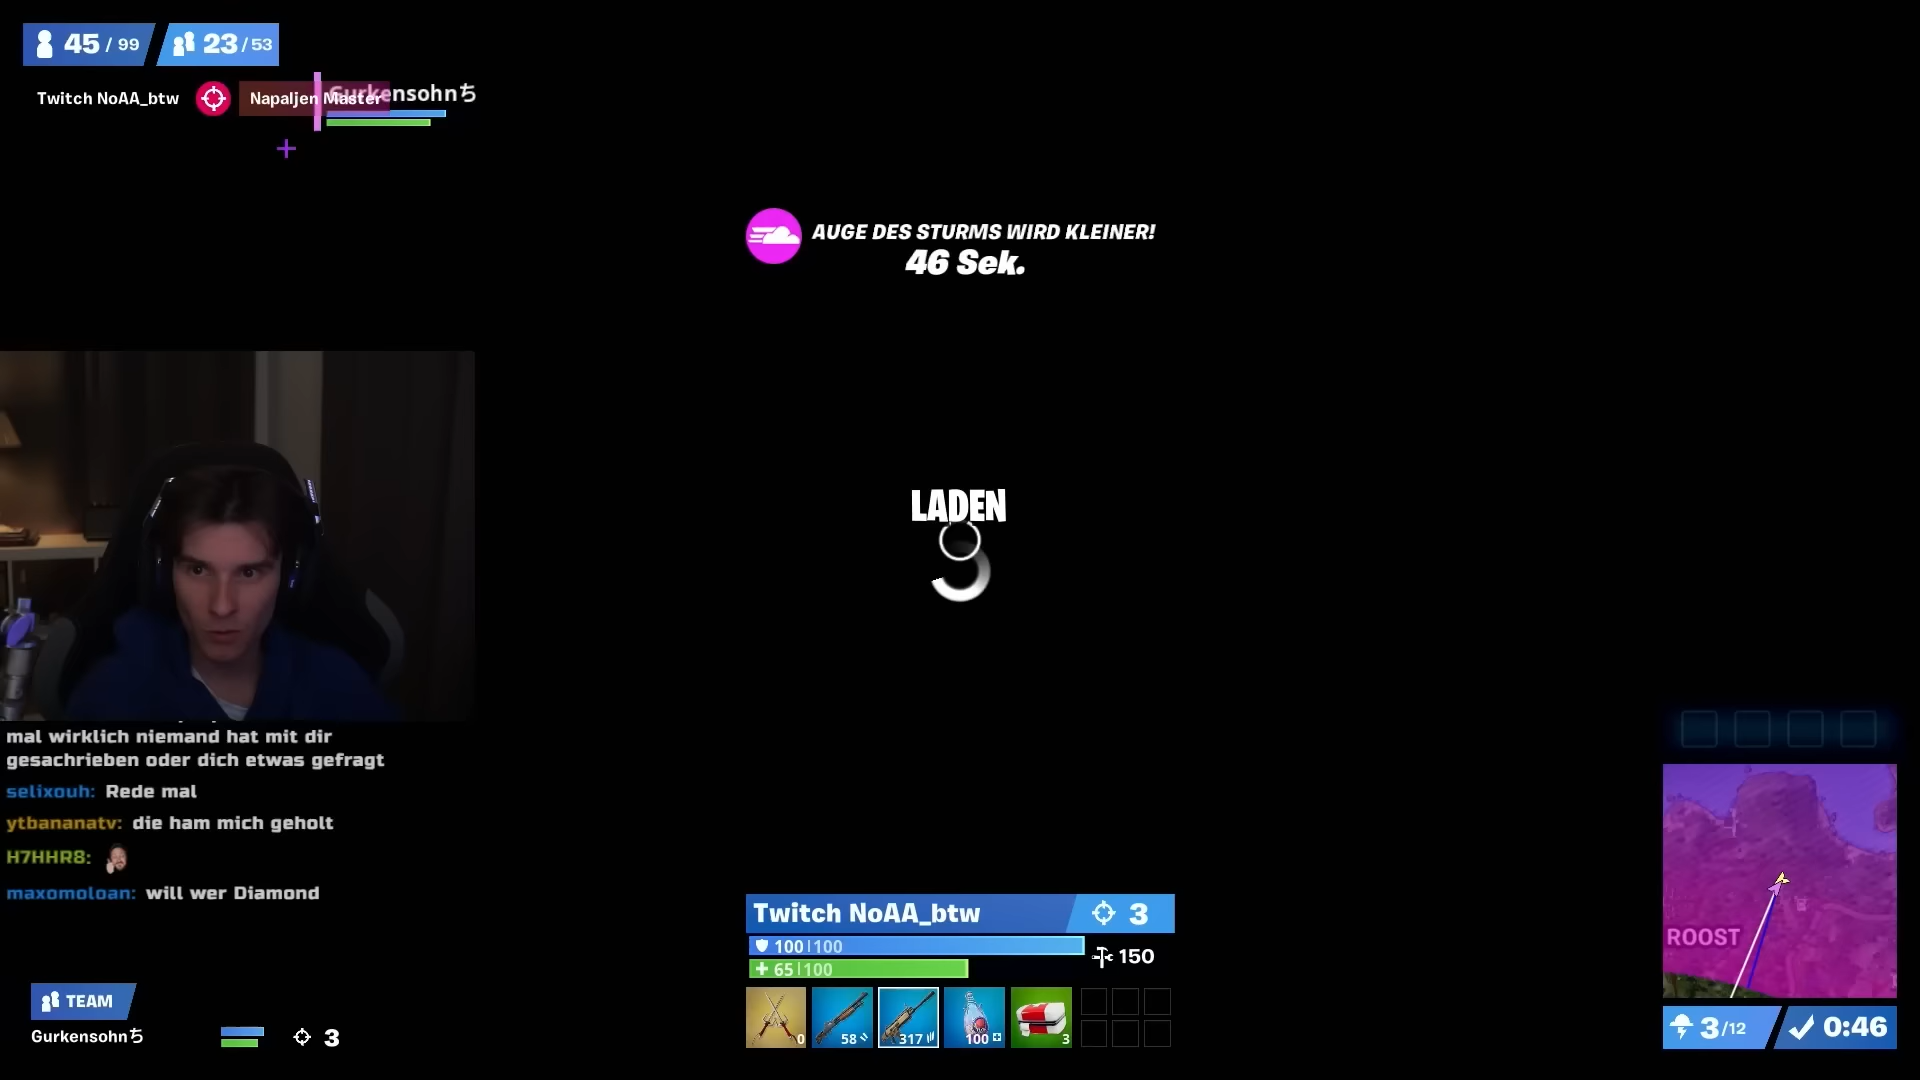 45 / 99
23 / 53
Twitch NoAA_btw
Napaljen Master
Gurkensohnち
AUGE DES STURMS WIRD KLEINER!
46 Sek.
LADEN
3
mal wirklich niemand hat mit dir
gesachrieben oder dich etwas gefragt
selixouh: Rede mal
ytbananatv: die ham mich geholt
H7HHR8:
maxomoloan: will wer Diamond
TEAM
Gurkensohnち
3
Twitch NoAA_btw
3
100|100
65|100
150
0
58
317
100
3
ROOST
3/12
0:46